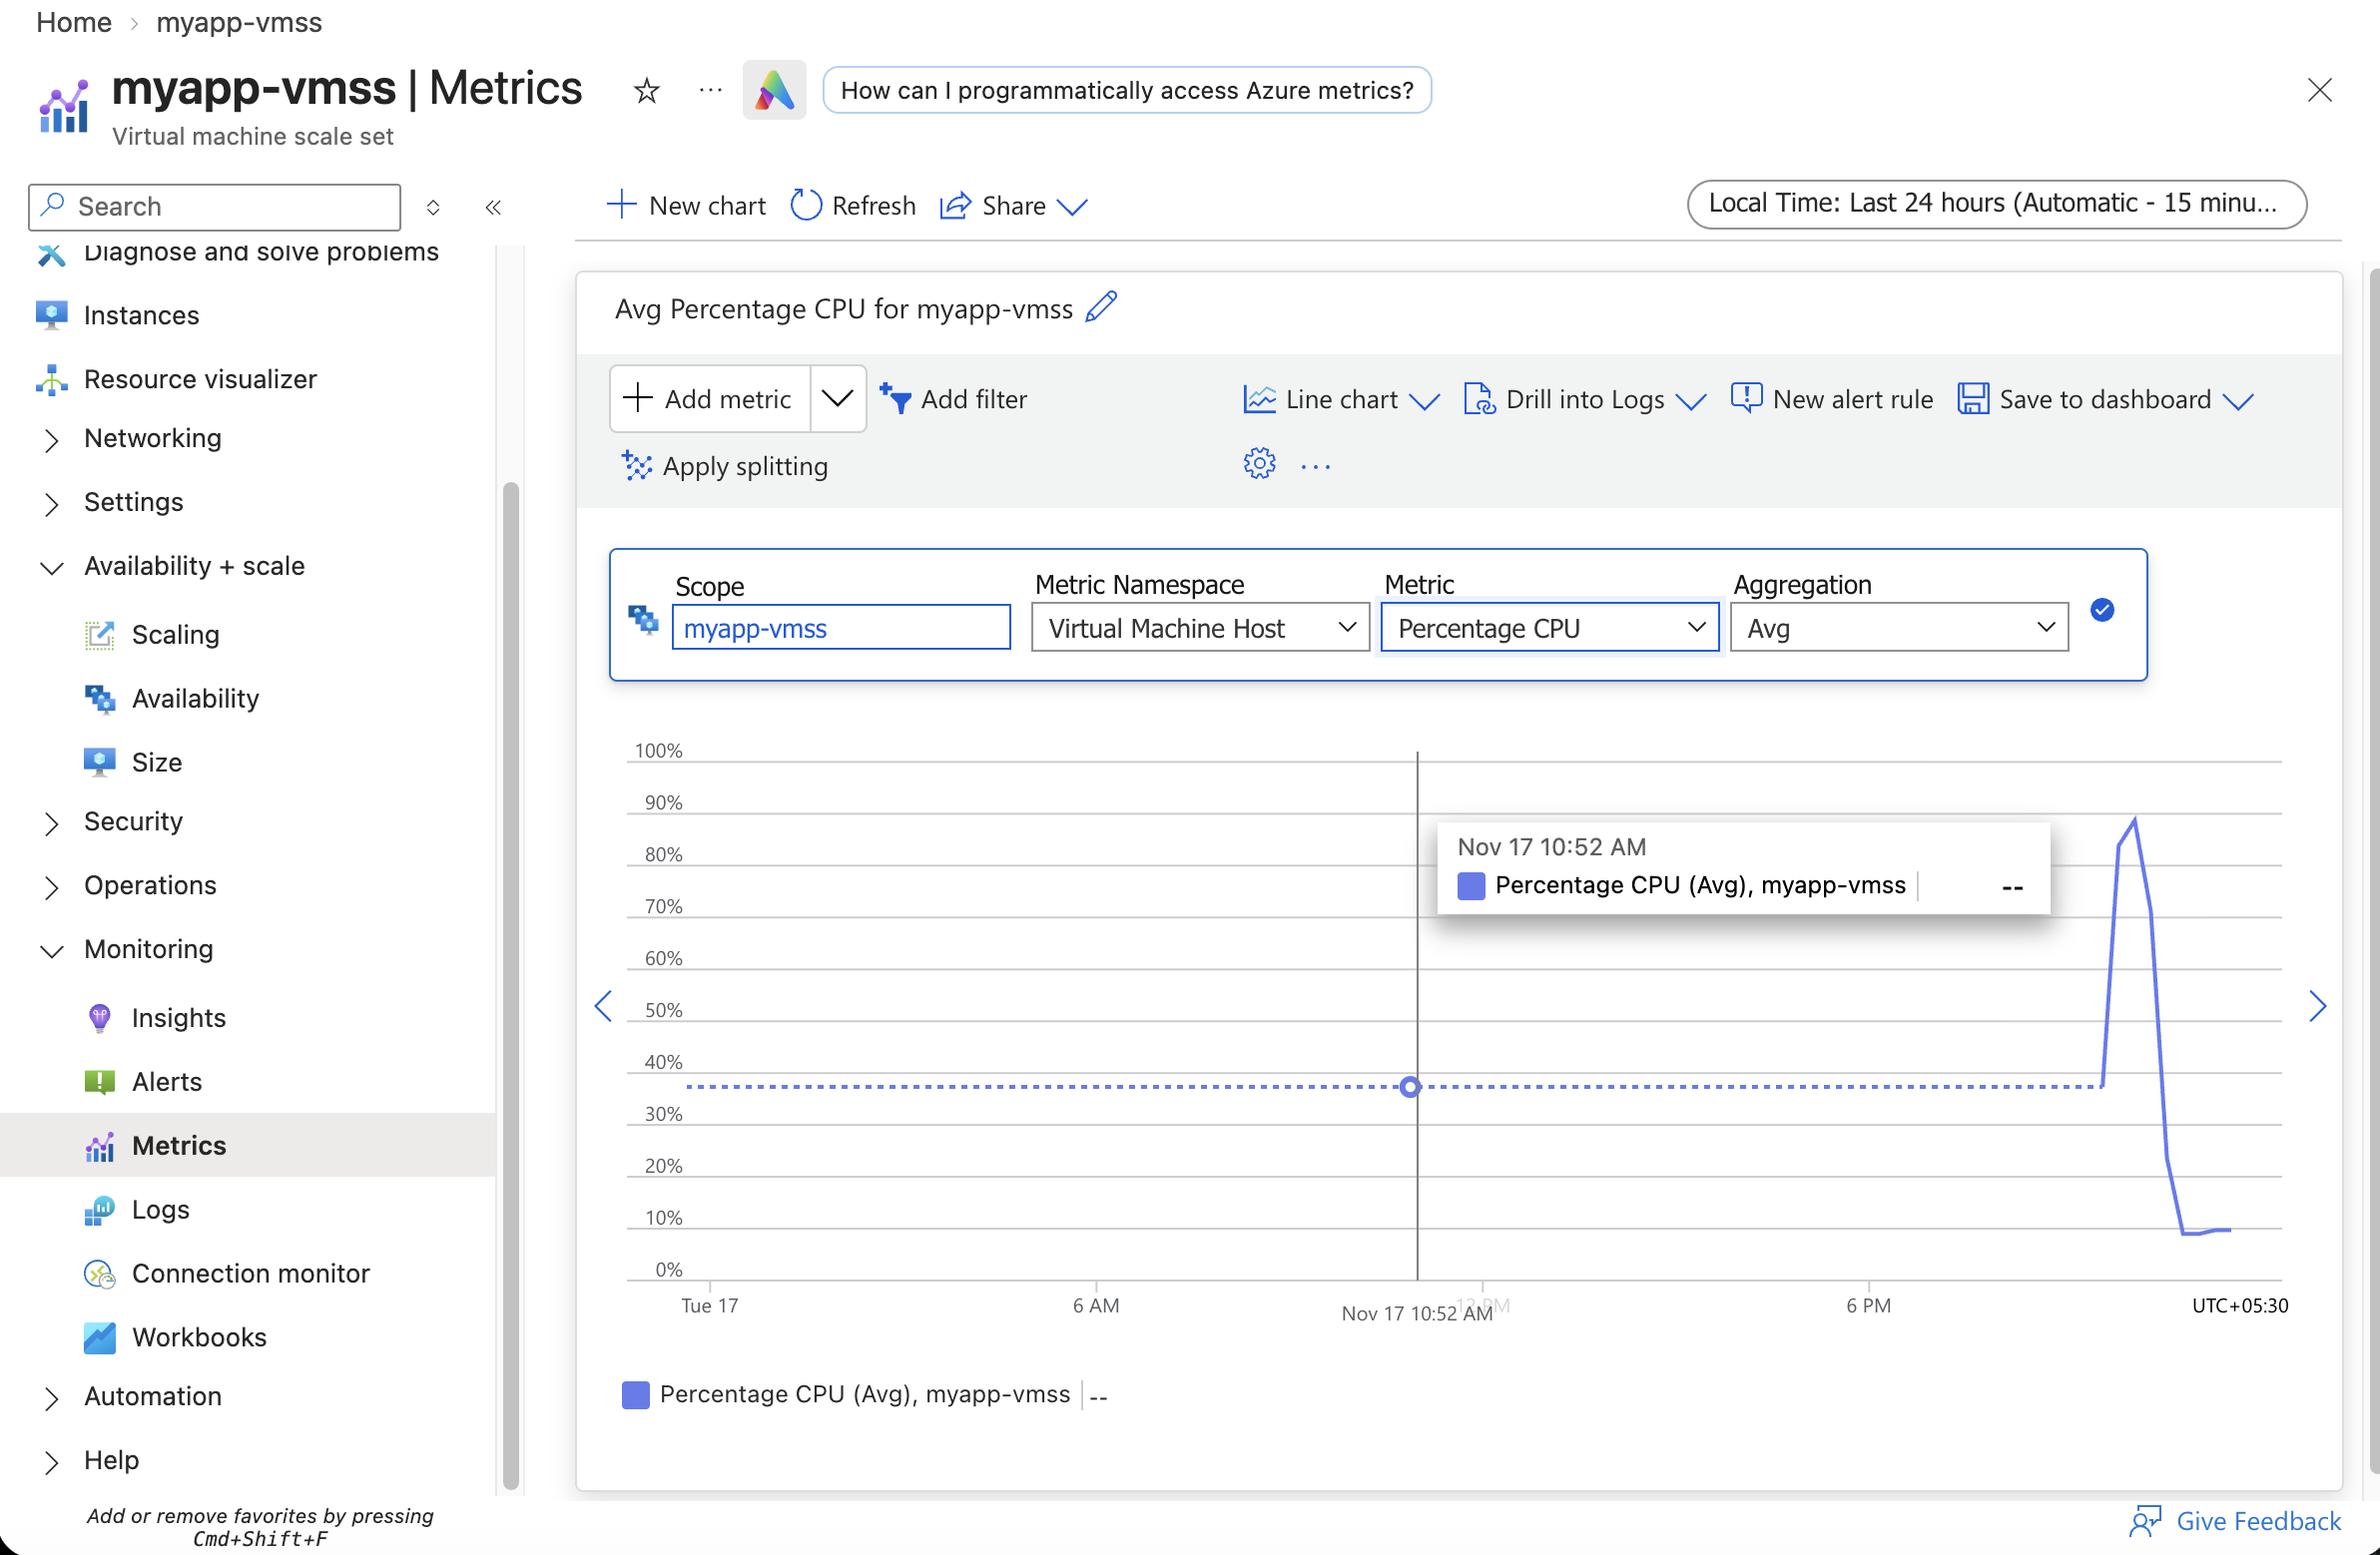 Home > myapp-vmss
myapp-vmss | Metrics
How can I programmatically access Azure metrics?
Virtual machine scale set
Search
Diagnose and solve problems
Instances
Resource visualizer
Networking
Settings
Availability + scale
Scaling
Availability
Size
Security
Operations
Monitoring
Insights
Alerts
Metrics
Logs
Connection monitor
Workbooks
Automation
Help
Add or remove favorites by pressing
Cmd+Shift+F
New chart Refresh Share
Local Time: Last 24 hours (Automatic - 15 minu...
Avg Percentage CPU for myapp-vmss
Add metric Add filter Line chart Drill into Logs New alert rule Save to dashboard
Apply splitting
Scope Metric Namespace Metric Aggregation
myapp-vmss Virtual Machine Host Percentage CPU Avg
100%
90%
80%
70%
60%
50%
40%
30%
20%
10%
0%
Nov 17 10:52 AM
Percentage CPU (Avg), myapp-vmss --
Tue 17 6 AM Nov 17 10:52 AM 12 PM 6 PM UTC+05:30
Percentage CPU (Avg), myapp-vmss --
Give Feedback